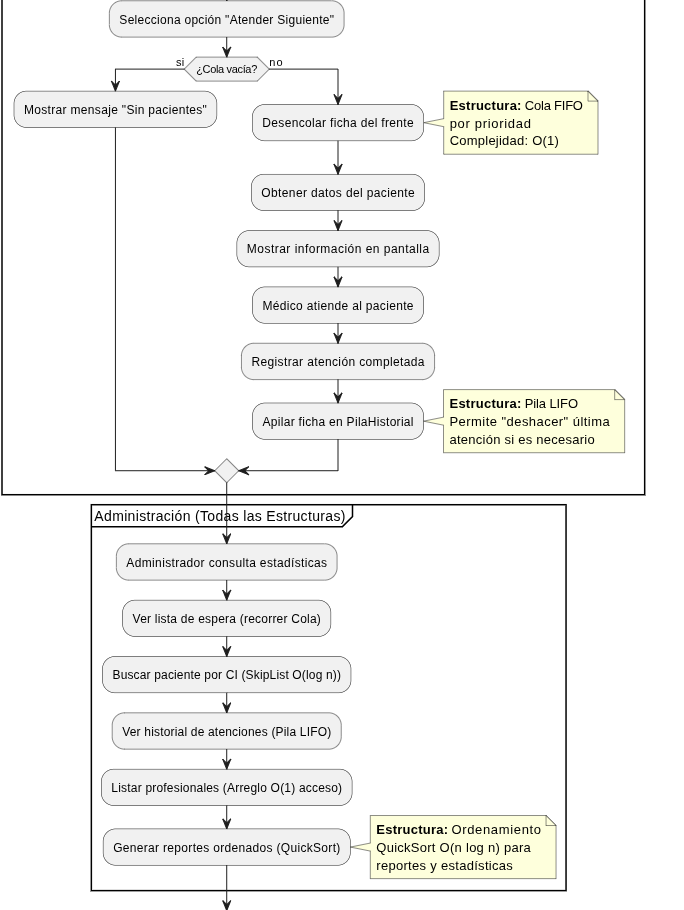 Selecciona opción "Atender Siguiente"
si
¿Cola vacía?
no
Mostrar mensaje "Sin pacientes"
Desencolar ficha del frente
Estructura: Cola FIFO
por prioridad
Complejidad: O(1)
Obtener datos del paciente
Mostrar información en pantalla
Médico atiende al paciente
Registrar atención completada
Apilar ficha en PilaHistorial
Estructura: Pila LIFO
Permite "deshacer" última
atención si es necesario
Administración (Todas las Estructuras)
Administrador consulta estadísticas
Ver lista de espera (recorrer Cola)
Buscar paciente por CI (SkipList O(log n))
Ver historial de atenciones (Pila LIFO)
Listar profesionales (Arreglo O(1) acceso)
Generar reportes ordenados (QuickSort)
Estructura: Ordenamiento
QuickSort O(n log n) para
reportes y estadísticas